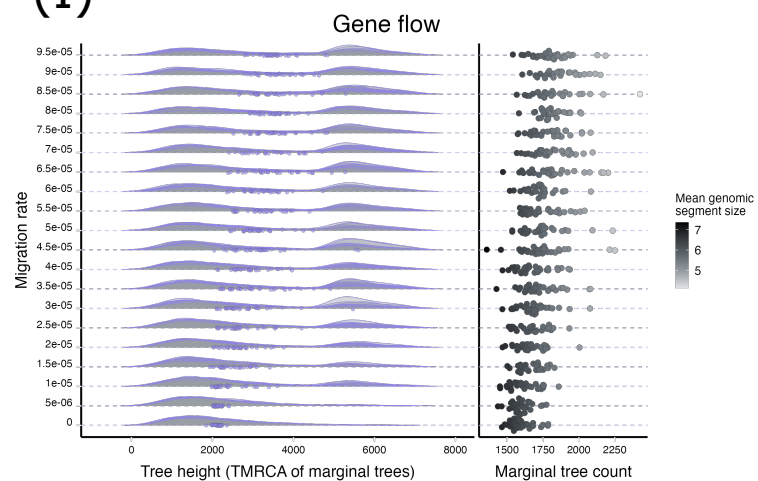 (I)
Gene flow
9.5e-05
9e-05
8.5e-05
8e-05
7.5e-05
7e-05
6.5e-05
6e-05
5.5e-05
5e-05
4.5e-05
4e-05
3.5e-05
3e-05
2.5e-05
2e-05
1.5e-05
1e-05
5e-06
0
Migration rate
0 2000 4000 6000 8000
Tree height (TMRCA of marginal trees)
1500 1750 2000 2250
Marginal tree count
Mean genomic
segment size
7
6
5